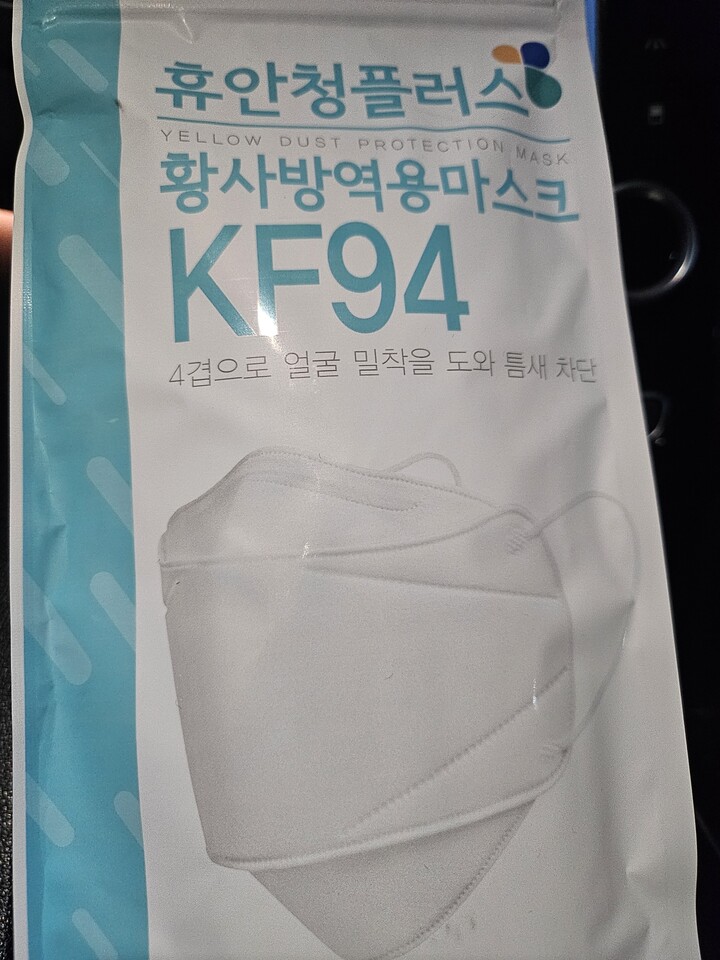 휴안청플러스
YELLOW DUST PROTECTION MASK
황사방역용마스크
KF94
4겹으로 얼굴 밀착을 도와 틈새 차단